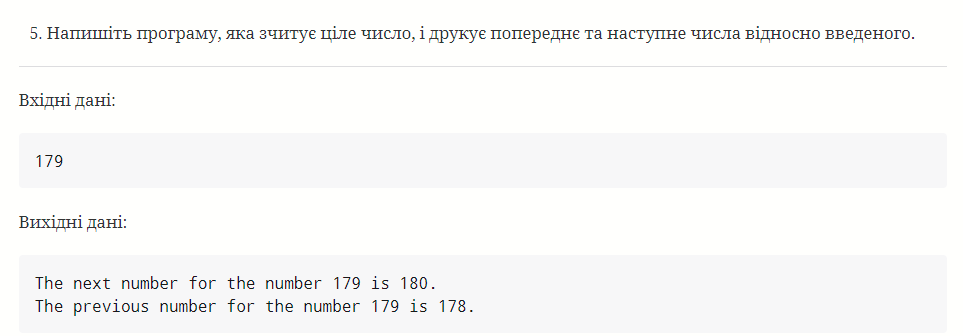 5. Напишіть програму, яка зчитує ціле число, і друкує попереднє та наступне числа відносно введеного.
Вхідні дані:
179
Вихідні дані:
The next number for the number 179 is 180.
The previous number for the number 179 is 178.